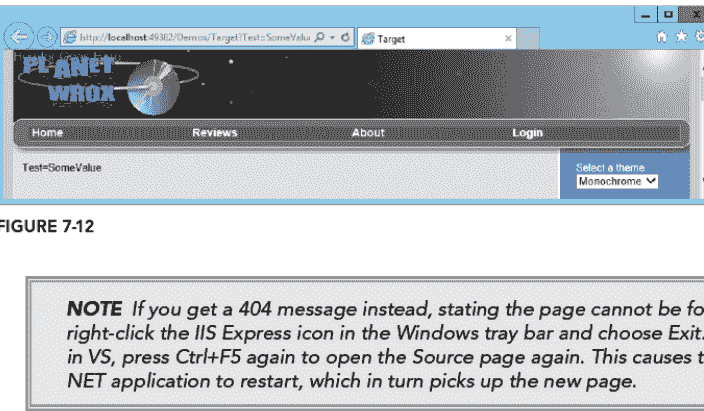 http://localhost:49382/Demos/Target?Test=SomeValu
Target
PLANET
WROX
Home Reviews About Login
Test=SomeValue
Select a theme
Monochrome
FIGURE 7-12
NOTE If you get a 404 message instead, stating the page cannot be fo
right-click the IIS Express icon in the Windows tray bar and choose Exit.
in VS, press Ctrl+F5 again to open the Source page again. This causes t
NET application to restart, which in turn picks up the new page.